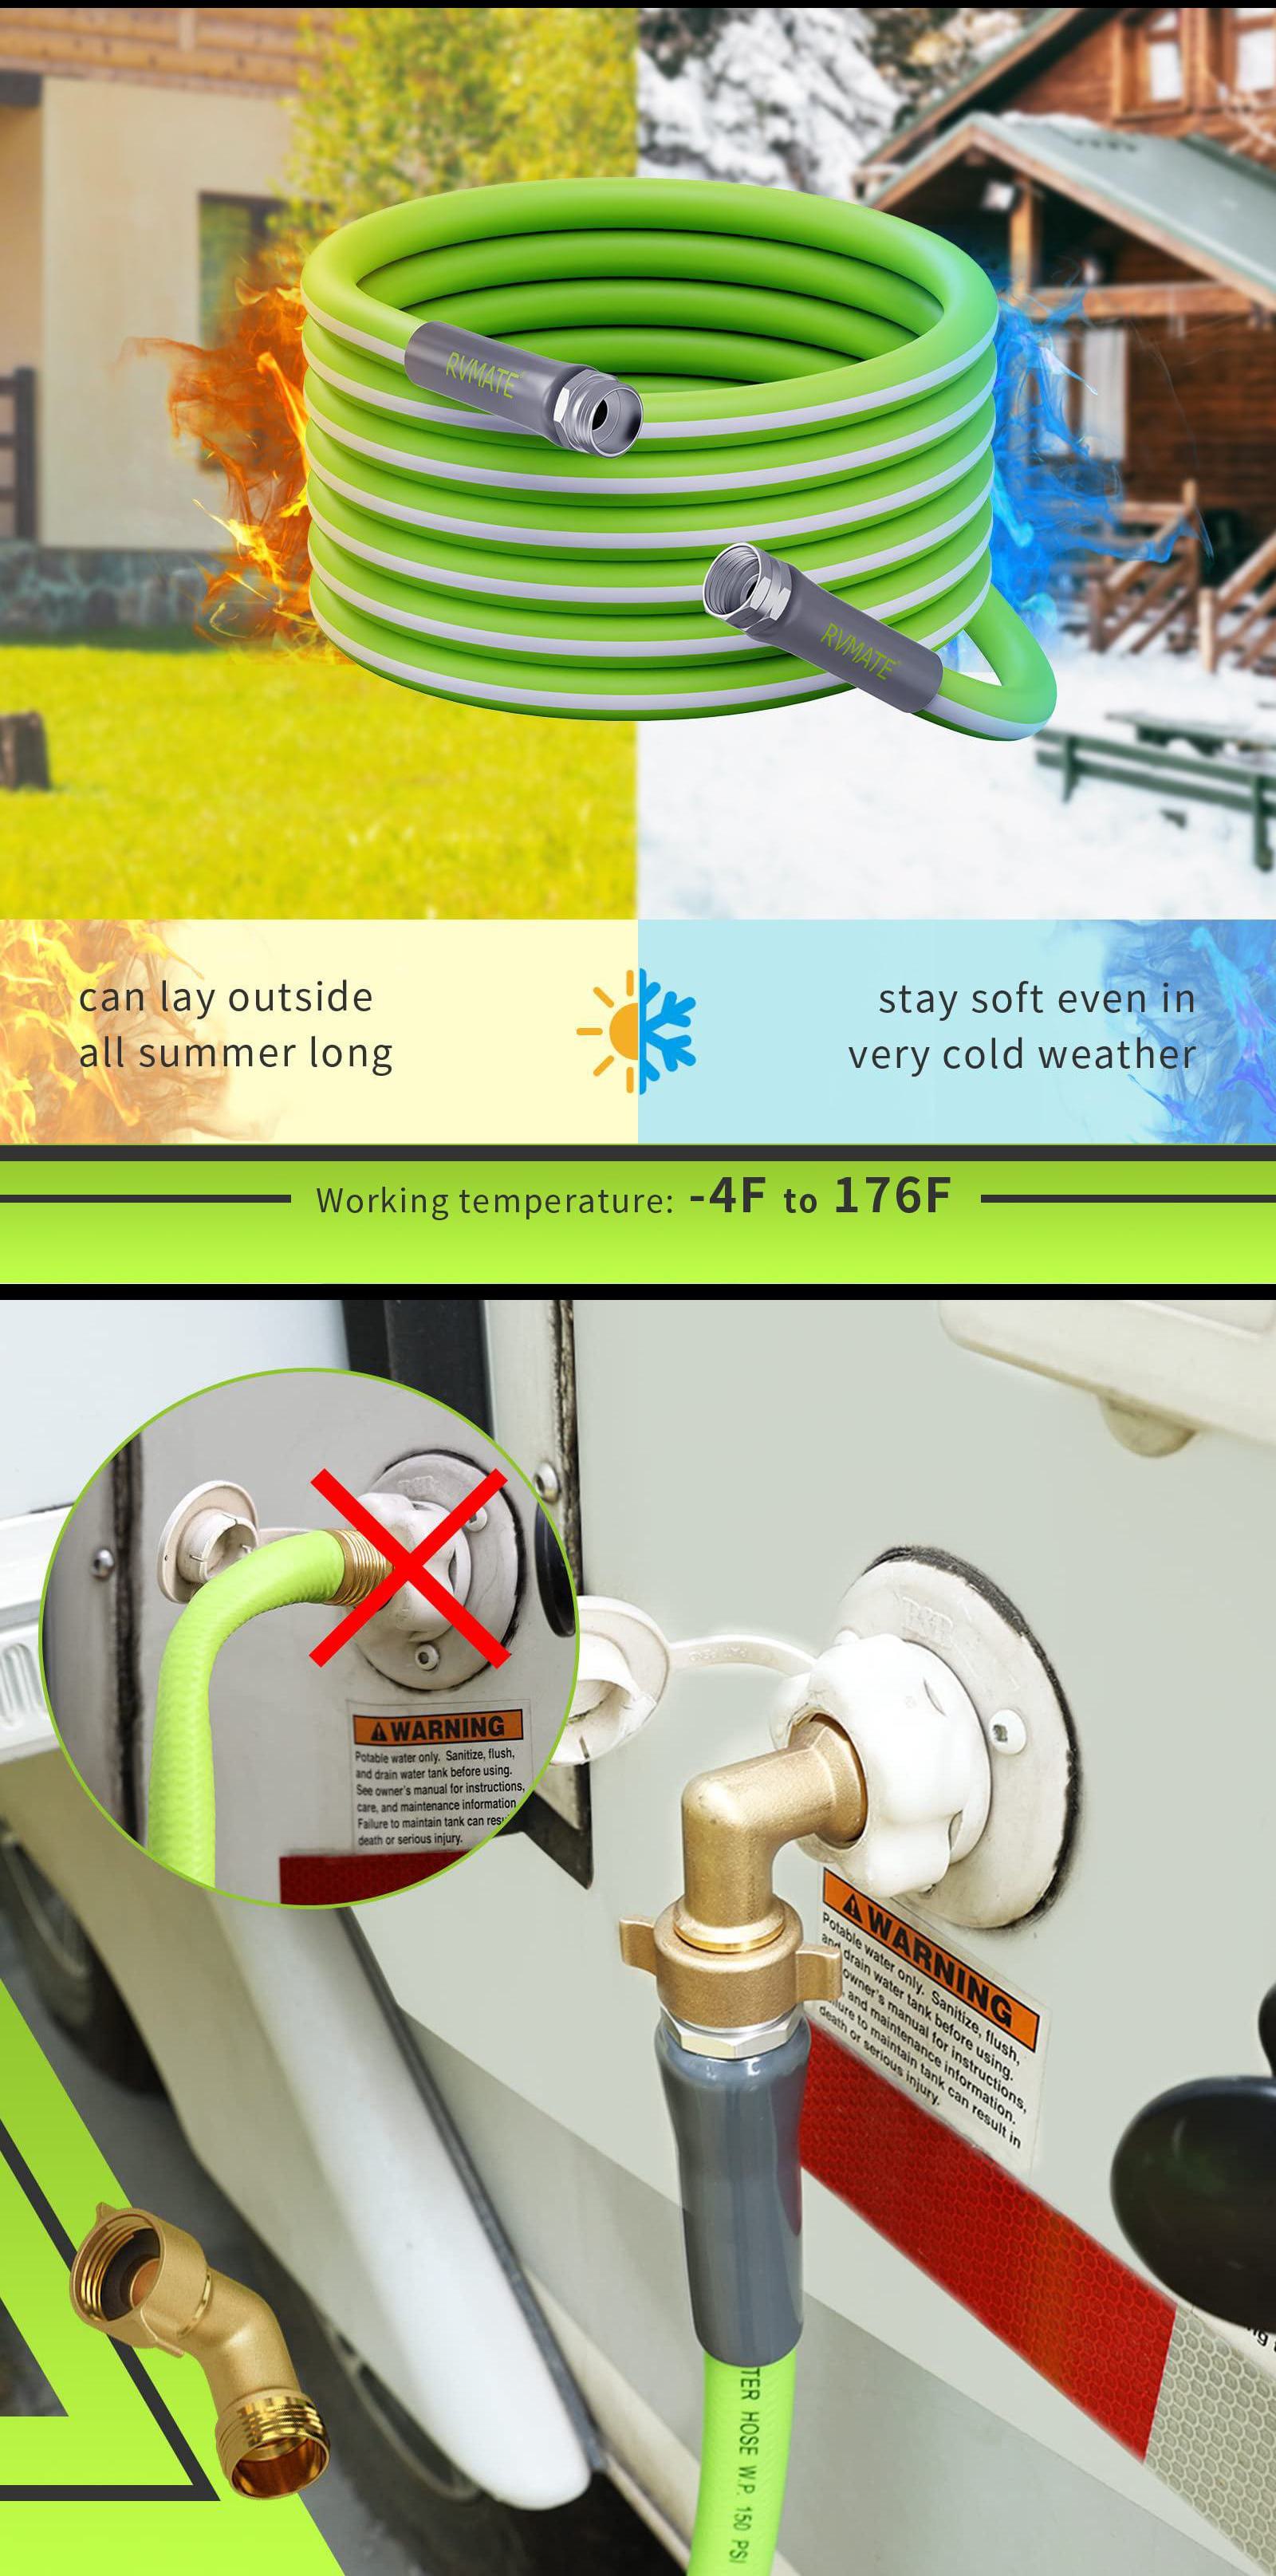 RVMATE
RVMATE
can lay outside
all summer long
stay soft even in
very cold weather
Working temperature: -4F to 176F
WARNING
Potable water only. Sanitize, flush,
and drain water tank before using.
See owner's manual for instructions,
care, and maintenance information
Failure to maintain tank can
death or serious injury.
WARNING
Potable water only. Sanitize, flush,
and drain water tank before using.
owner's manual for instructions,
and maintenance information.
to maintain tank can result in
death or serious injury.
HOSE W.P. 150 PSI